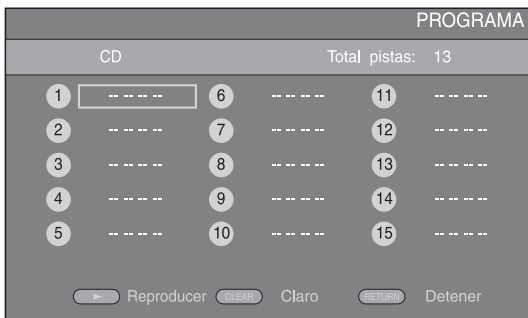 PROGRAMA
CD Total pistas: 13
1 -- -- -- -- 6 -- -- -- -- 11 -- -- -- --
2 -- -- -- -- 7 -- -- -- -- 12 -- -- -- --
3 -- -- -- -- 8 -- -- -- -- 13 -- -- -- --
4 -- -- -- -- 9 -- -- -- -- 14 -- -- -- --
5 -- -- -- -- 10 -- -- -- -- 15 -- -- -- --
Reproducer CLEAR Claro RETURN Detener